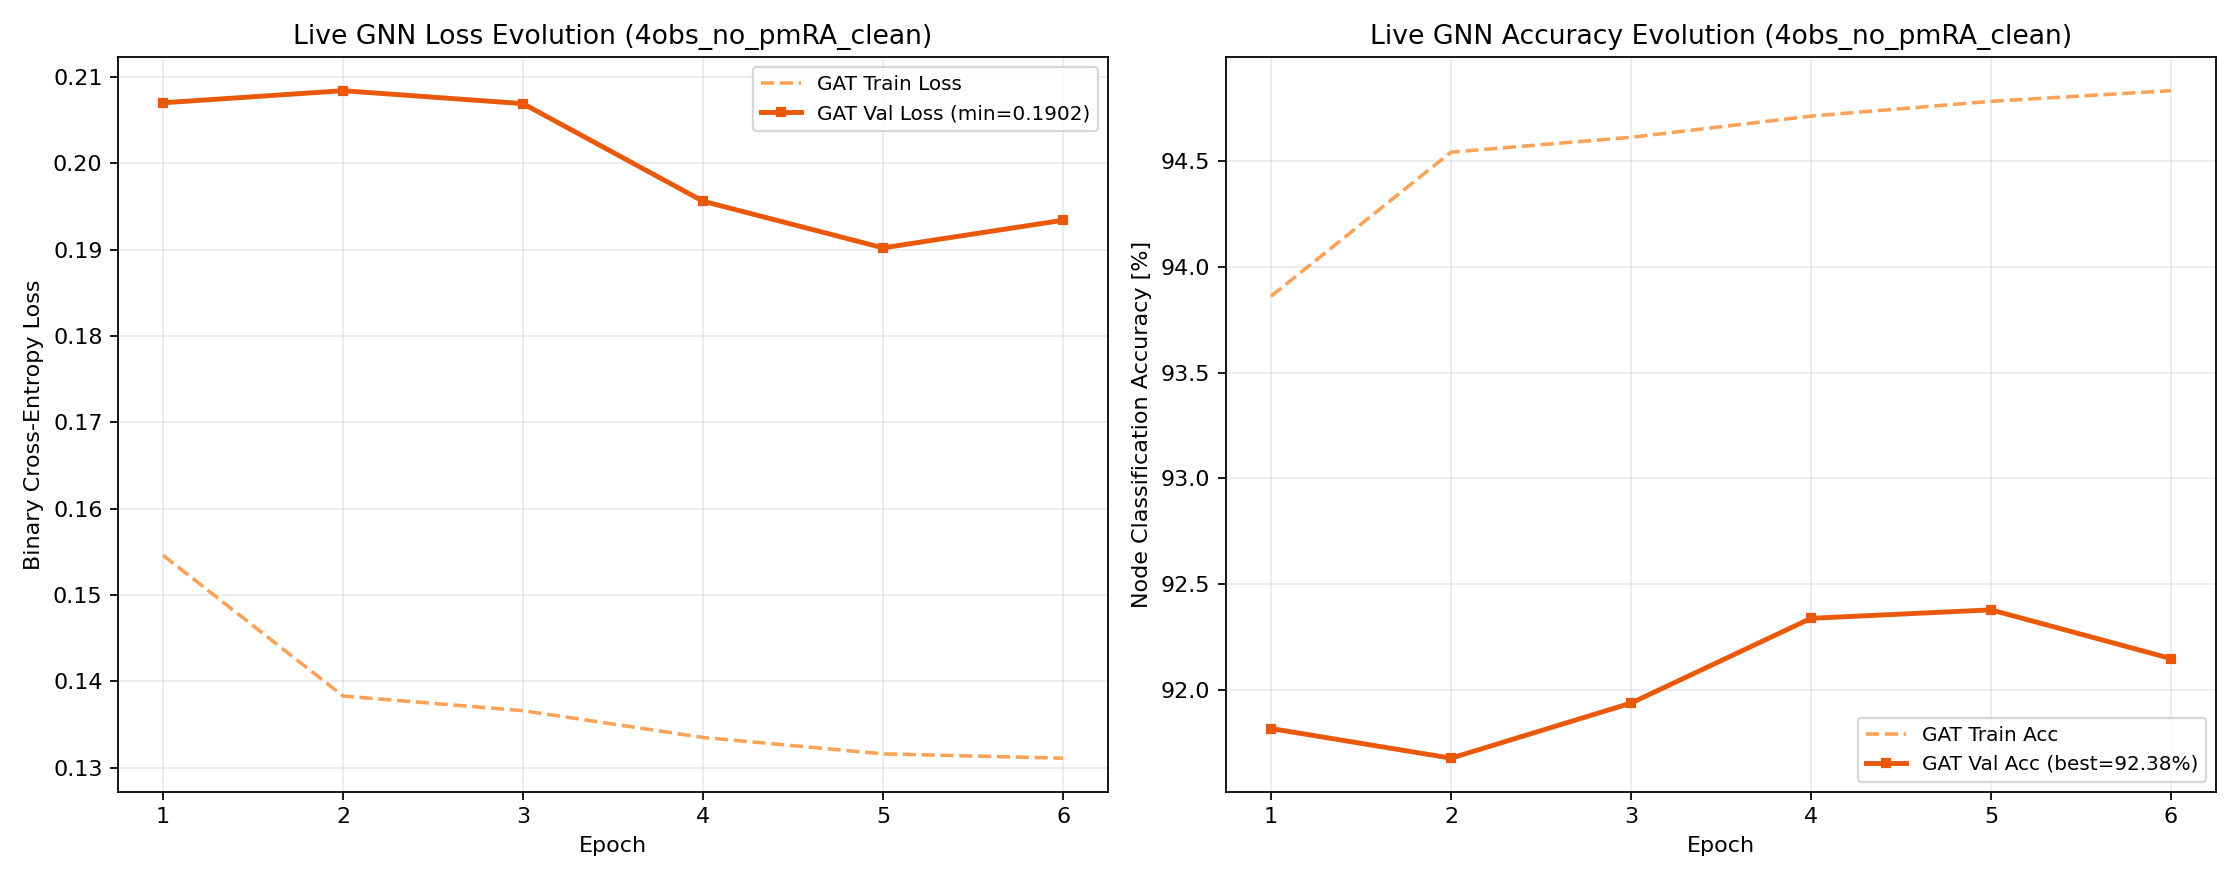 Live GNN Loss Evolution (4obs_no_pmRA_clean)
Binary Cross-Entropy Loss
0.21
0.20
0.19
0.18
0.17
0.16
0.15
0.14
0.13
GAT Train Loss
GAT Val Loss (min=0.1902)
1 2 3 4 5 6
Epoch
Live GNN Accuracy Evolution (4obs_no_pmRA_clean)
Node Classification Accuracy [%]
94.5
94.0
93.5
93.0
92.5
92.0
GAT Train Acc
GAT Val Acc (best=92.38%)
1 2 3 4 5 6
Epoch